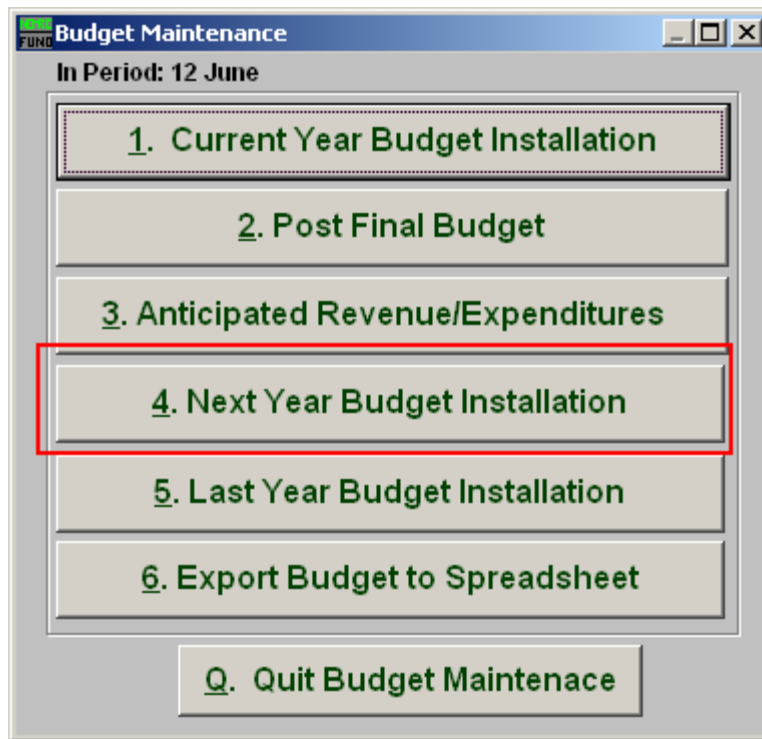 FUND Budget Maintenance
In Period: 12 June
1. Current Year Budget Installation
2. Post Final Budget
3. Anticipated Revenue/Expenditures
4. Next Year Budget Installation
5. Last Year Budget Installation
6. Export Budget to Spreadsheet
Q. Quit Budget Maintenace